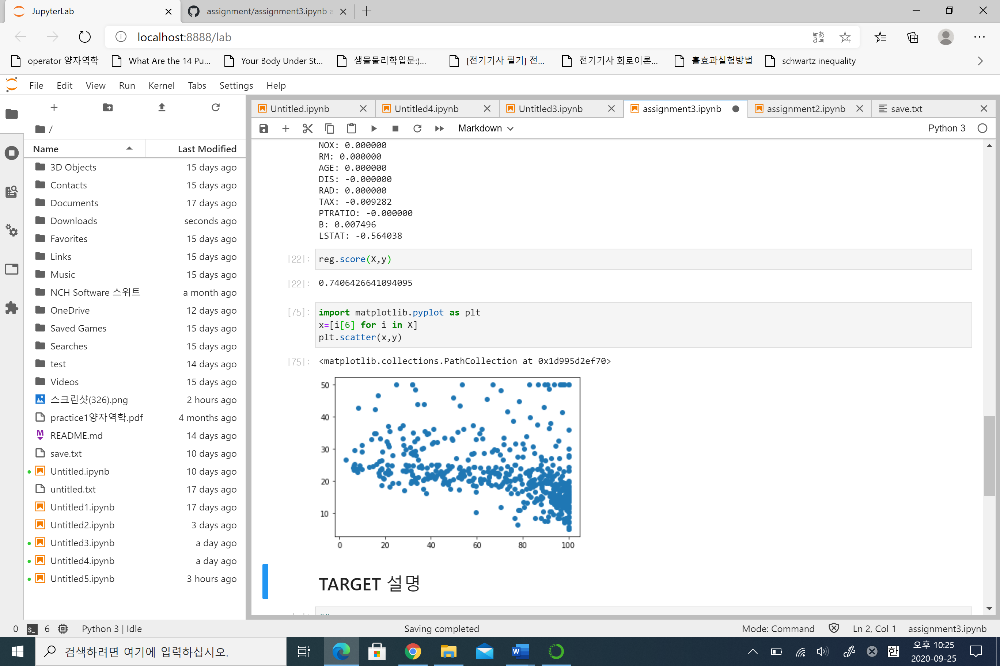 JupyterLab
assignment/assignment3.ipynb a
localhost:8888/lab
operator 양자역학
What Are the 14 Pu...
Your Body Under St...
생물물리학입문:)...
[전기기사 필기] 전...
전기기사 회로이론...
홀효과실험방법
schwartz inequality
File Edit View Run Kernel Tabs Settings Help
/
Name Last Modified
3D Objects 15 days ago
Contacts 15 days ago
Documents 17 days ago
Downloads seconds ago
Favorites 15 days ago
Links 15 days ago
Music 15 days ago
NCH Software 스위트 a month ago
OneDrive 12 days ago
Saved Games 15 days ago
Searches 15 days ago
test 14 days ago
Videos 15 days ago
스크린샷(326).png 2 hours ago
practice1양자역학.pdf 4 months ago
README.md 14 days ago
save.txt 10 days ago
Untitled.ipynb 10 days ago
untitled.txt 17 days ago
Untitled1.ipynb 17 days ago
Untitled2.ipynb 3 days ago
Untitled3.ipynb a day ago
Untitled4.ipynb a day ago
Untitled5.ipynb 3 hours ago
Untitled.ipynb
Untitled4.ipynb
Untitled3.ipynb
assignment3.ipynb
assignment2.ipynb
save.txt
Markdown
Python 3
NOX: 0.000000
RM: 0.000000
AGE: 0.000000
DIS: -0.000000
RAD: 0.000000
TAX: -0.009282
PTRATIO: -0.000000
B: 0.007496
LSTAT: -0.564038
[22]: reg.score(X,y)
[22]: 0.7406426641094095
[75]: import matplotlib.pyplot as plt
x=[i[6] for i in X]
plt.scatter(x,y)
[75]: <matplotlib.collections.PathCollection at 0x1d995d2ef70>
50
40
30
20
10
0 20 40 60 80 100
TARGET 설명
0 $_ 6 Python 3 | Idle
Saving completed
Mode: Command
Ln 2, Col 1 assignment3.ipynb
검색하려면 여기에 입력하십시오.
한
오후 10:25
2020-09-25